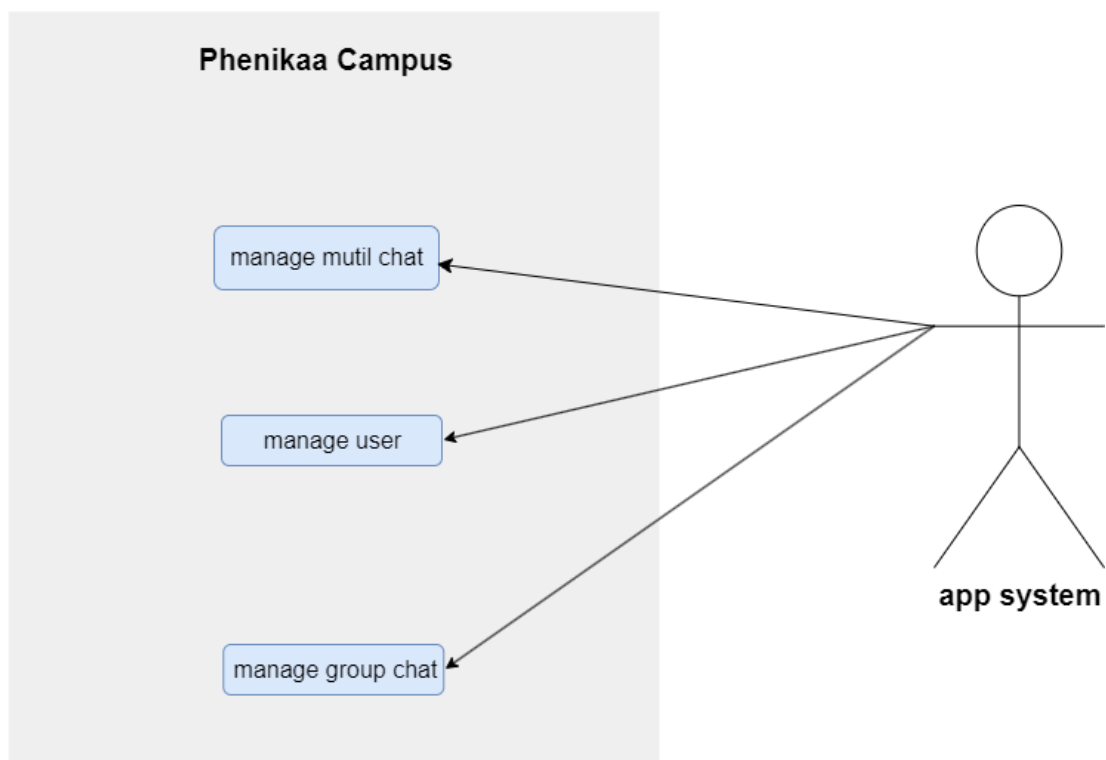 Phenikaa Campus
manage mutil chat
manage user
app system
manage group chat